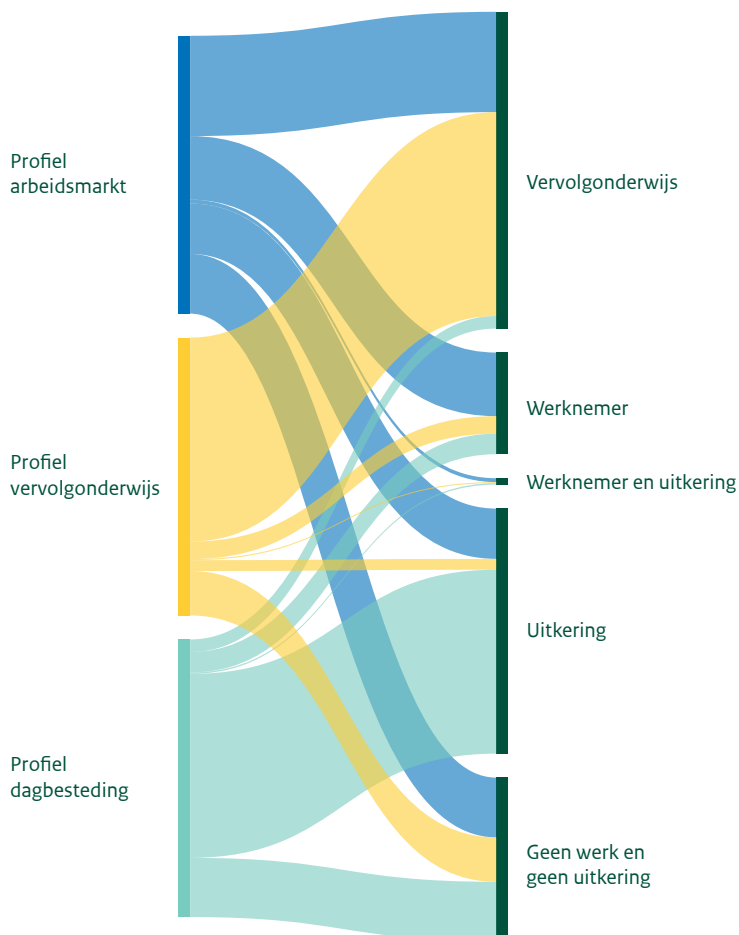 Profiel
arbeidsmarkt
Profiel
vervolgonderwijs
Profiel
dagbesteding
Vervolgonderwijs
Werknemer
Werknemer en uitkering
Uitkering
Geen werk en
geen uitkering